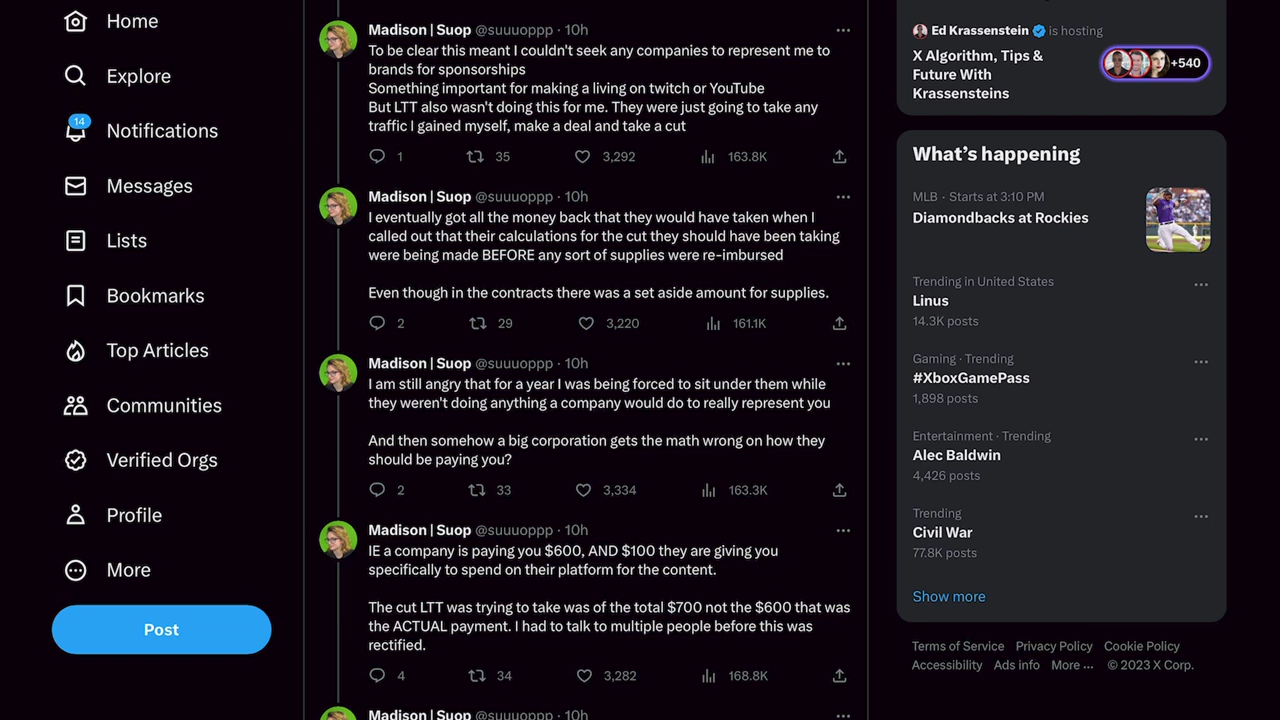 Home
Explore
14
Notifications
Messages
Lists
Bookmarks
Top Articles
Communities
Verified Orgs
Profile
More
Post
Madison | Suop @suuuoppp · 10h
To be clear this meant I couldn't seek any companies to represent me to
brands for sponsorships
Something important for making a living on twitch or YouTube
But LTT also wasn't doing this for me. They were just going to take any
traffic I gained myself, make a deal and take a cut
1 35 3,292 163.8K
Madison | Suop @suuuoppp · 10h
I eventually got all the money back that they would have taken when I
called out that their calculations for the cut they should have been taking
were being made BEFORE any sort of supplies were re-imbursed
Even though in the contracts there was a set aside amount for supplies.
2 29 3,220 161.1K
Madison | Suop @suuuoppp · 10h
I am still angry that for a year I was being forced to sit under them while
they weren't doing anything a company would do to really represent you
And then somehow a big corporation gets the math wrong on how they
should be paying you?
2 33 3,334 163.3K
Madison | Suop @suuuoppp · 10h
IE a company is paying you $600, AND $100 they are giving you
specifically to spend on their platform for the content.
The cut LTT was trying to take was of the total $700 not the $600 that was
the ACTUAL payment. I had to talk to multiple people before this was
rectified.
4 34 3,282 168.8K
Madison | Suop @suuuoppp · 10h
Ed Krassenstein is hosting
X Algorithm, Tips &
Future With
Krassensteins
+540
What's happening
MLB · Starts at 3:10 PM
Diamondbacks at Rockies
Trending in United States
Linus
14.3K posts
Gaming · Trending
#XboxGamePass
1,898 posts
Entertainment · Trending
Alec Baldwin
4,426 posts
Trending
Civil War
77.8K posts
Show more
Terms of Service Privacy Policy Cookie Policy
Accessibility Ads info More ··· © 2023 X Corp.